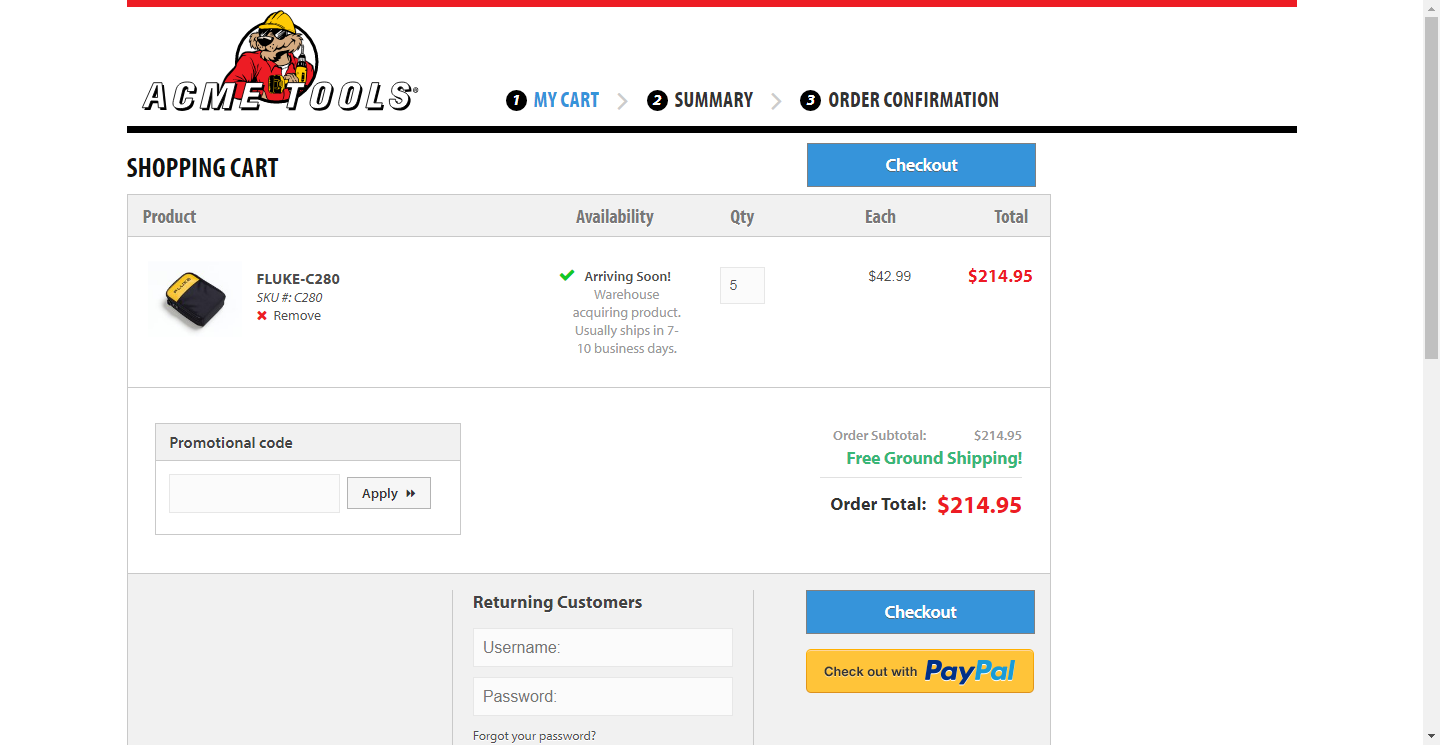 ACME TOOLS®
1 MY CART
2 SUMMARY
3 ORDER CONFIRMATION
SHOPPING CART
Checkout
Product Availability Qty Each Total
FLUKE
FLUKE-C280
SKU #: C280
Remove
Arriving Soon!
Warehouse
acquiring product.
Usually ships in 7-
10 business days.
5
$42.99
$214.95
Promotional code
Apply
Order Subtotal: $214.95
Free Ground Shipping!
Order Total: $214.95
Returning Customers
Username:
Password:
Forgot your password?
Checkout
Check out with PayPal